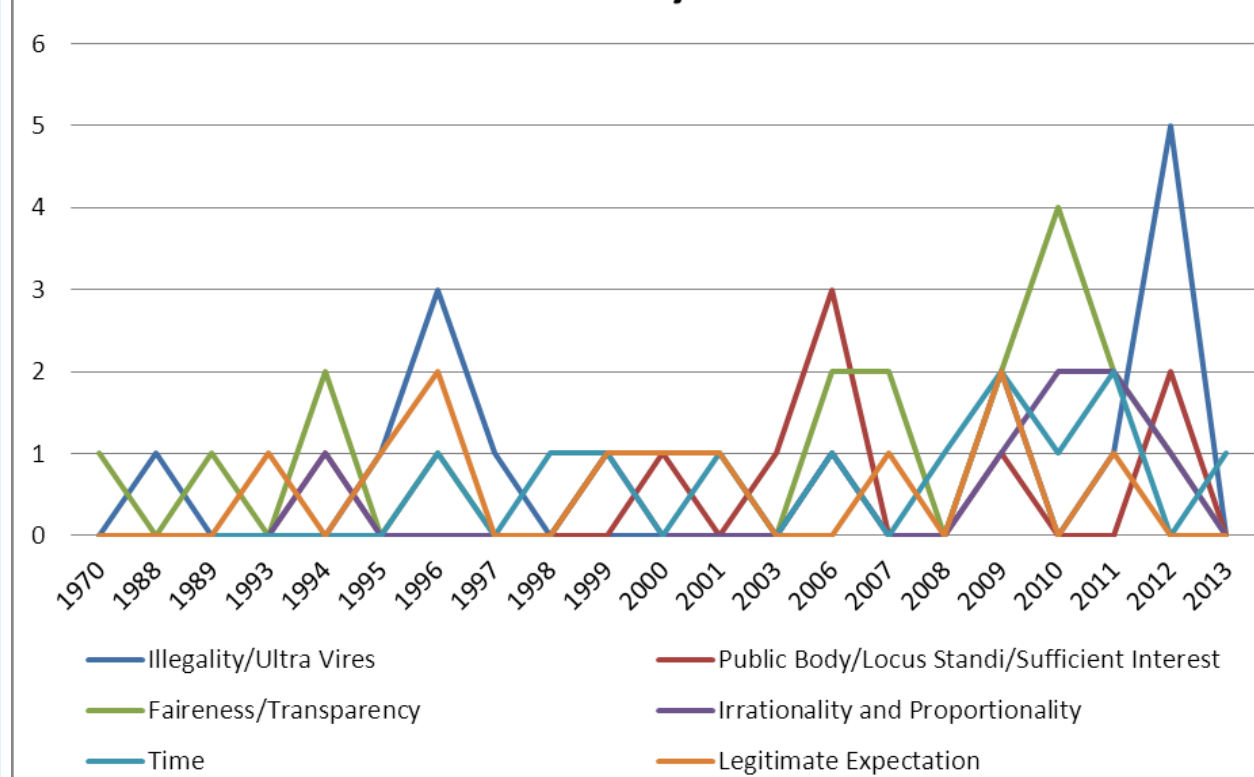 6
5
4
3
2
1
0
1970 1988 1989 1993 1994 1995 1996 1997 1998 1999 2000 2001 2003 2006 2007 2008 2009 2010 2011 2012 2013
Illegality/Ultra Vires Public Body/Locus Standi/Sufficient Interest
Faireness/Transparency Irrationality and Proportionality
Time Legitimate Expectation